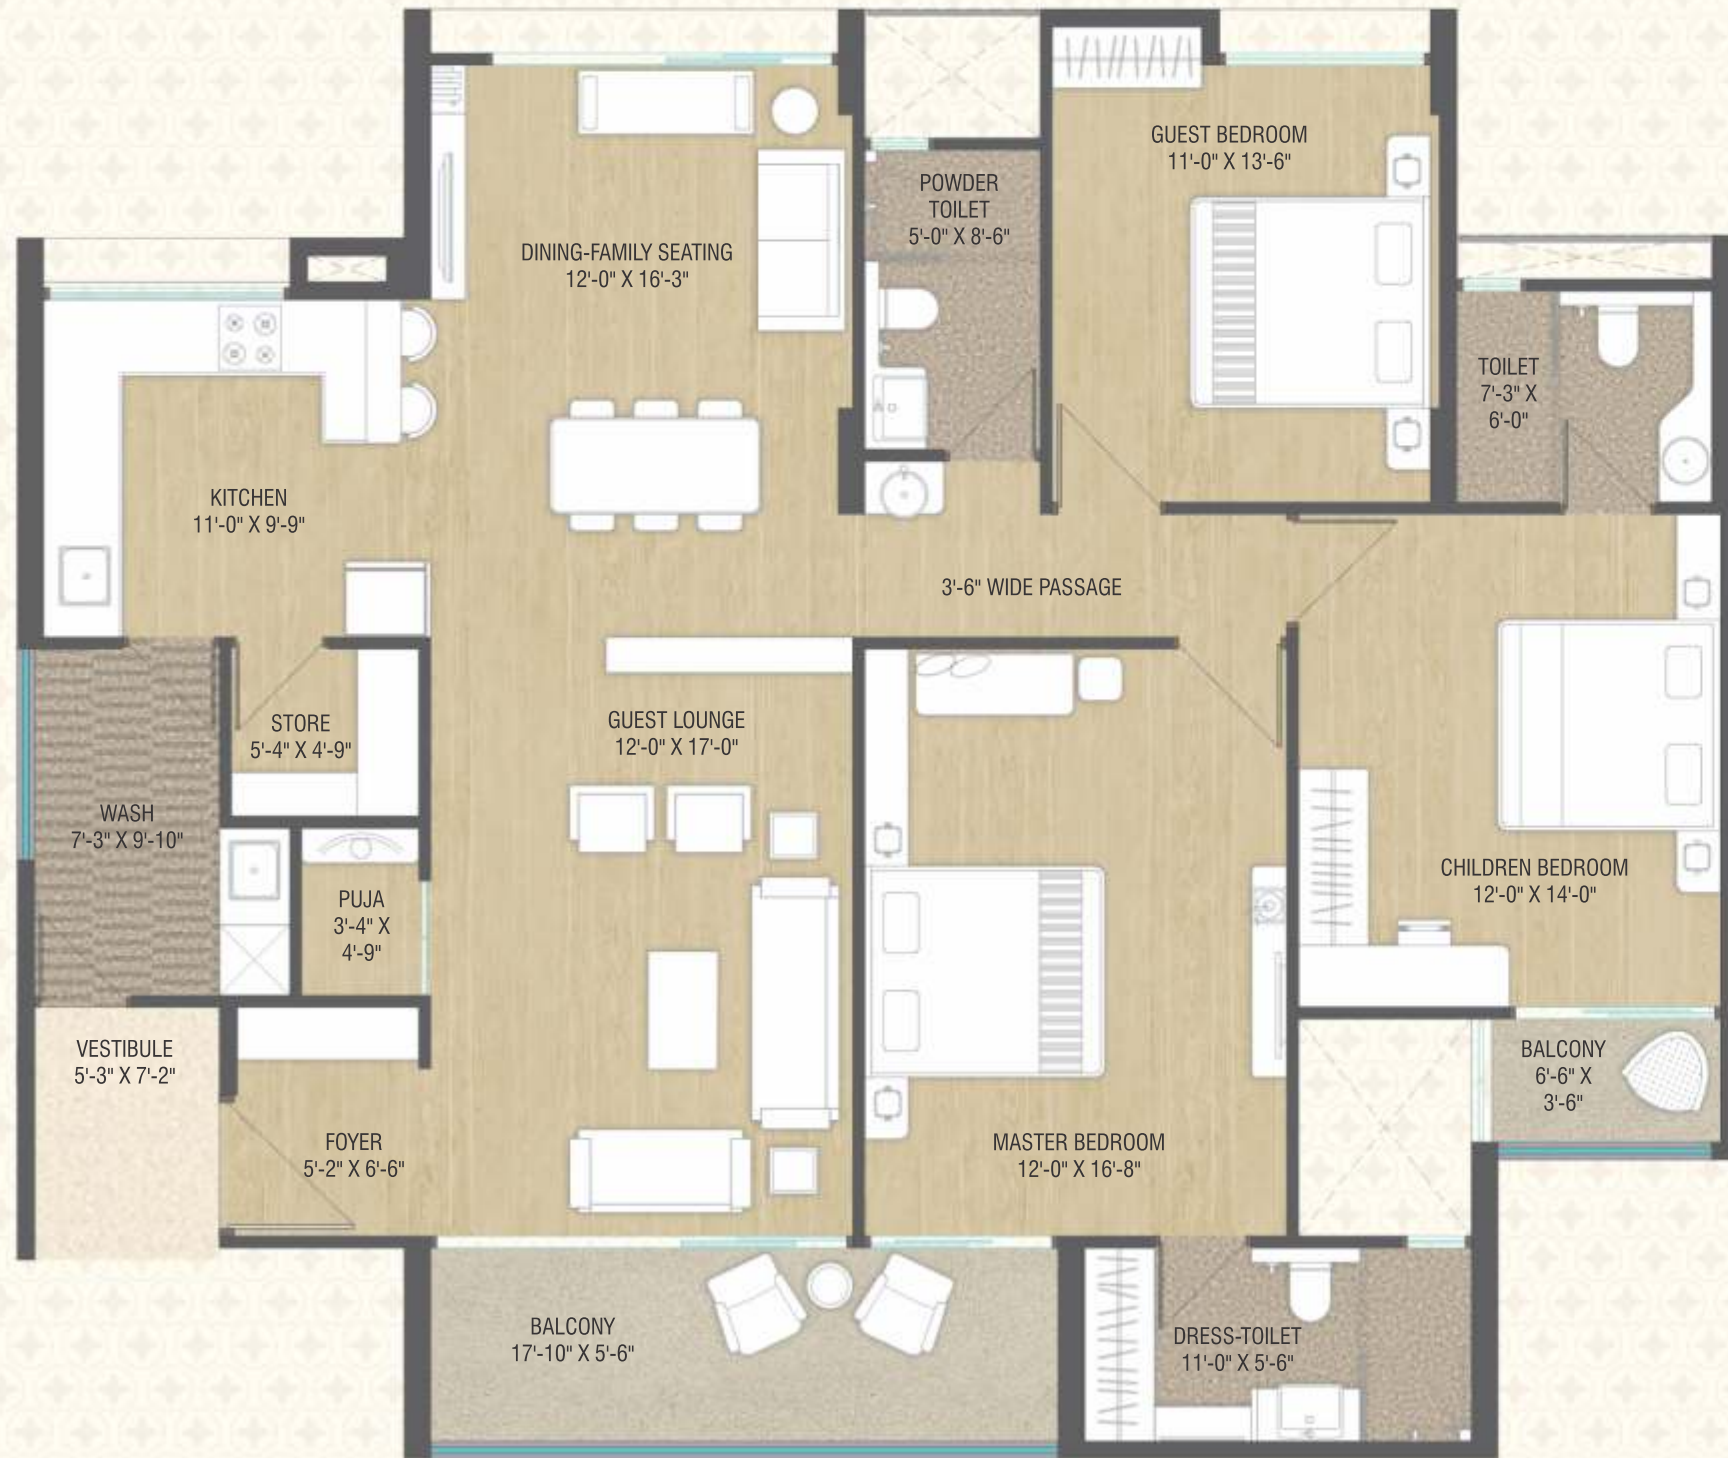 GUEST BEDROOM
11'-0" X 13'-6"
POWDER
TOILET
5'-0" X 8'-6"
DINING-FAMILY SEATING
12'-0" X 16'-3"
TOILET
7'-3" X
6'-0"
KITCHEN
11'-0" X 9'-9"
3'-6" WIDE PASSAGE
STORE
5'-4" X 4'-9"
GUEST LOUNGE
12'-0" X 17'-0"
WASH
7'-3" X 9'-10"
CHILDREN BEDROOM
12'-0" X 14'-0"
PUJA
3'-4" X
4'-9"
VESTIBULE
5'-3" X 7'-2"
BALCONY
6'-6" X
3'-6"
FOYER
5'-2" X 6'-6"
MASTER BEDROOM
12'-0" X 16'-8"
BALCONY
17'-10" X 5'-6"
DRESS-TOILET
11'-0" X 5'-6"